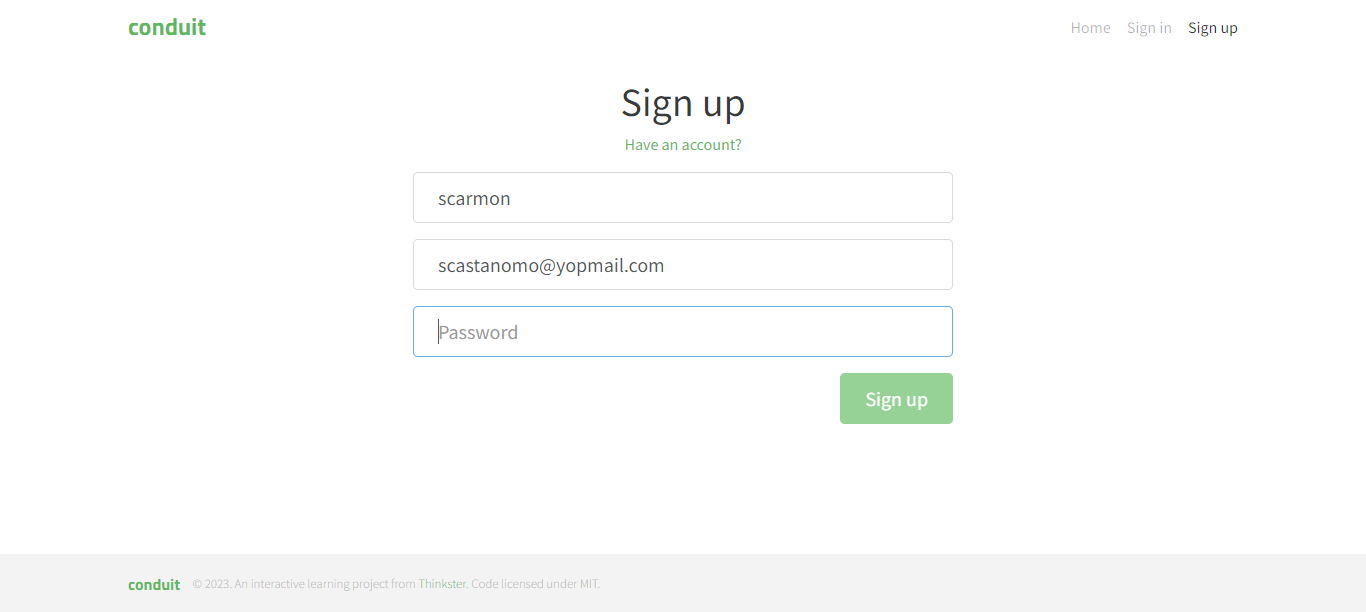 conduit
Home Sign in Sign up
Sign up
Have an account?
scarmon
scastanomo@yopmail.com
Password
Sign up
conduit © 2023. An interactive learning project from Thinkster. Code licensed under MIT.